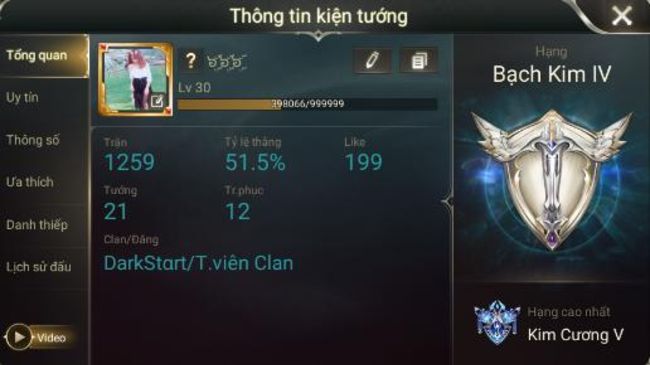 Thông tin kiện tướng
Tổng quan
Uy tín
Thông số
Ưa thích
Danh thiếp
Lịch sử đấu
Video
?
Lv 30
398066/999999
Trận
Tỷ lệ thắng
Like
1259
51.5%
199
Tướng
Tr.phục
21
12
Clan/Đảng
DarkStart/T.viên Clan
Hạng
Bạch Kim IV
Hạng cao nhất
Kim Cương V